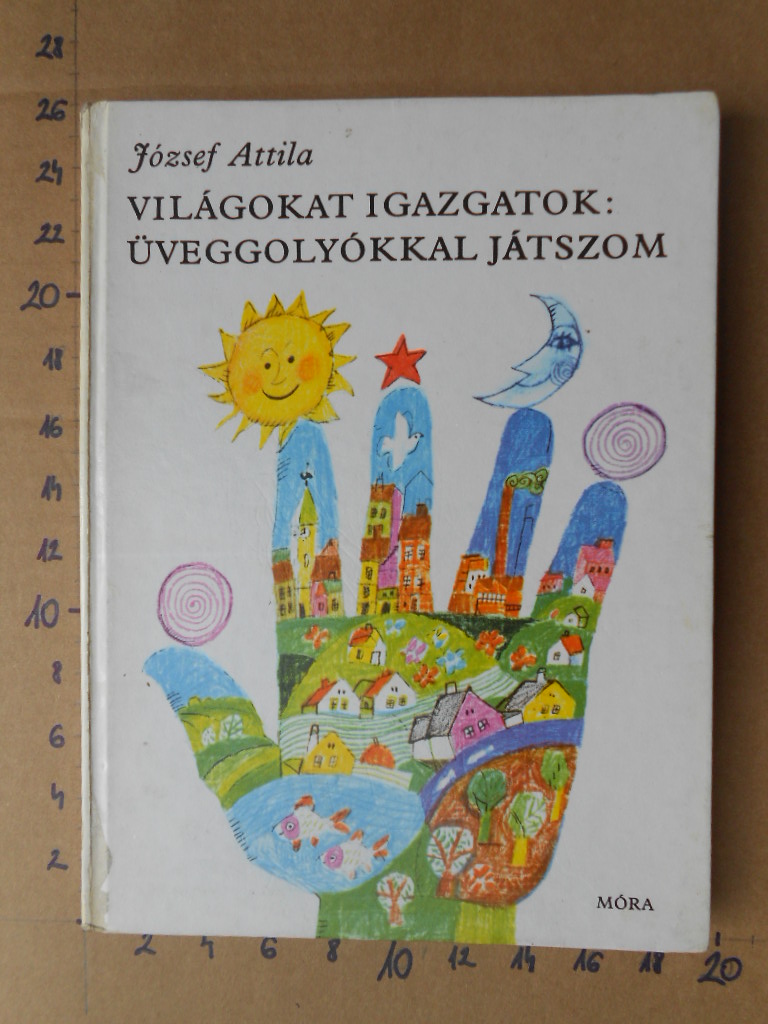 József Attila
VILÁGOKAT IGAZGATOK:
ÜVEGGOLYÓKKAL JÁTSZOM
MÓRA
28
26
24
22
20
18
16
14
12
10
8
6
4
2
2 4 6 8 10 12 14 16 18 20